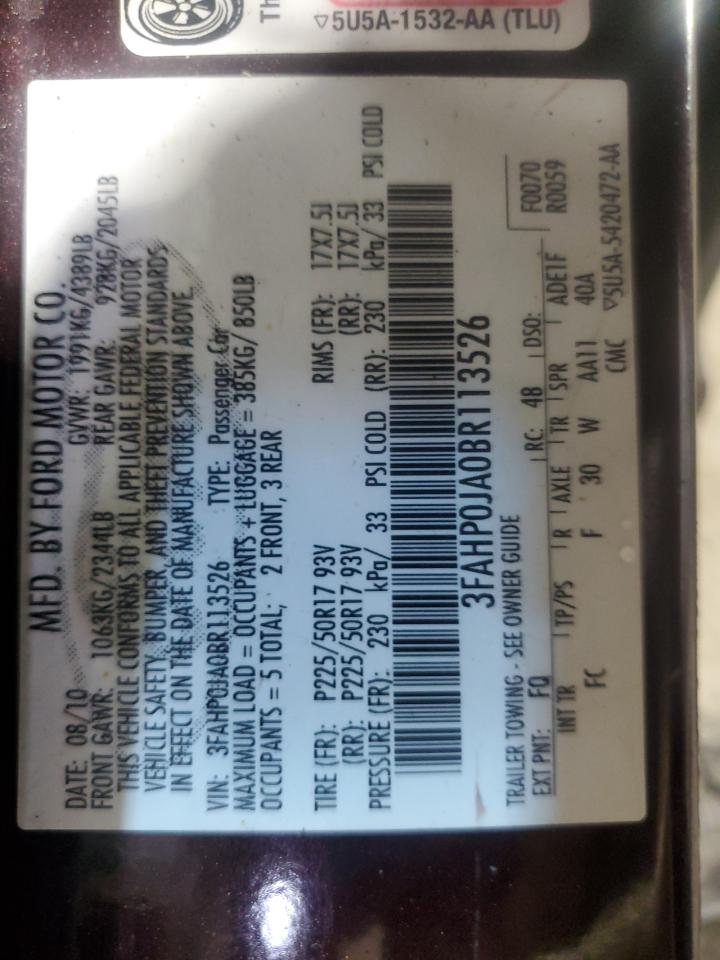 Th
▽5U5A-1532-AA (TLU)
MFD. BY FORD MOTOR CO.
DATE: 08/10 GVWR: 1991KG/4389LB
FRONT GAWR: 1063KG/2344LB REAR GAWR: 928KG/2045LB
THIS VEHICLE CONFORMS TO ALL APPLICABLE FEDERAL MOTOR
VEHICLE SAFETY, BUMPER, AND THEFT PREVENTION STANDARDS
IN EFFECT ON THE DATE OF MANUFACTURE SHOWN ABOVE.
VIN: 3FAHP0JA0BR113526 TYPE: Passenger Car
MAXIMUM LOAD = OCCUPANTS + LUGGAGE = 385KG/ 850LB
OCCUPANTS = 5 TOTAL; 2 FRONT, 3 REAR
TIRE (FR): P225/50R17 93V RIMS (FR): 17X7.5J
(RR): P225/50R17 93V (RR): 17X7.5J
PRESSURE (FR): 230 kPa/ 33 PSI COLD (RR): 230 kPa/ 33 PSI COLD
3FAHP0JA0BR113526
TRAILER TOWING - SEE OWNER GUIDE
EXT PNT: FQ RC: 48 DSO: F0070
R0059
INT TR TP/PS R AXLE TR SPR ADE1F
FC F 30 W AA11 40A
CMC ▽5U5A-5420472-AA